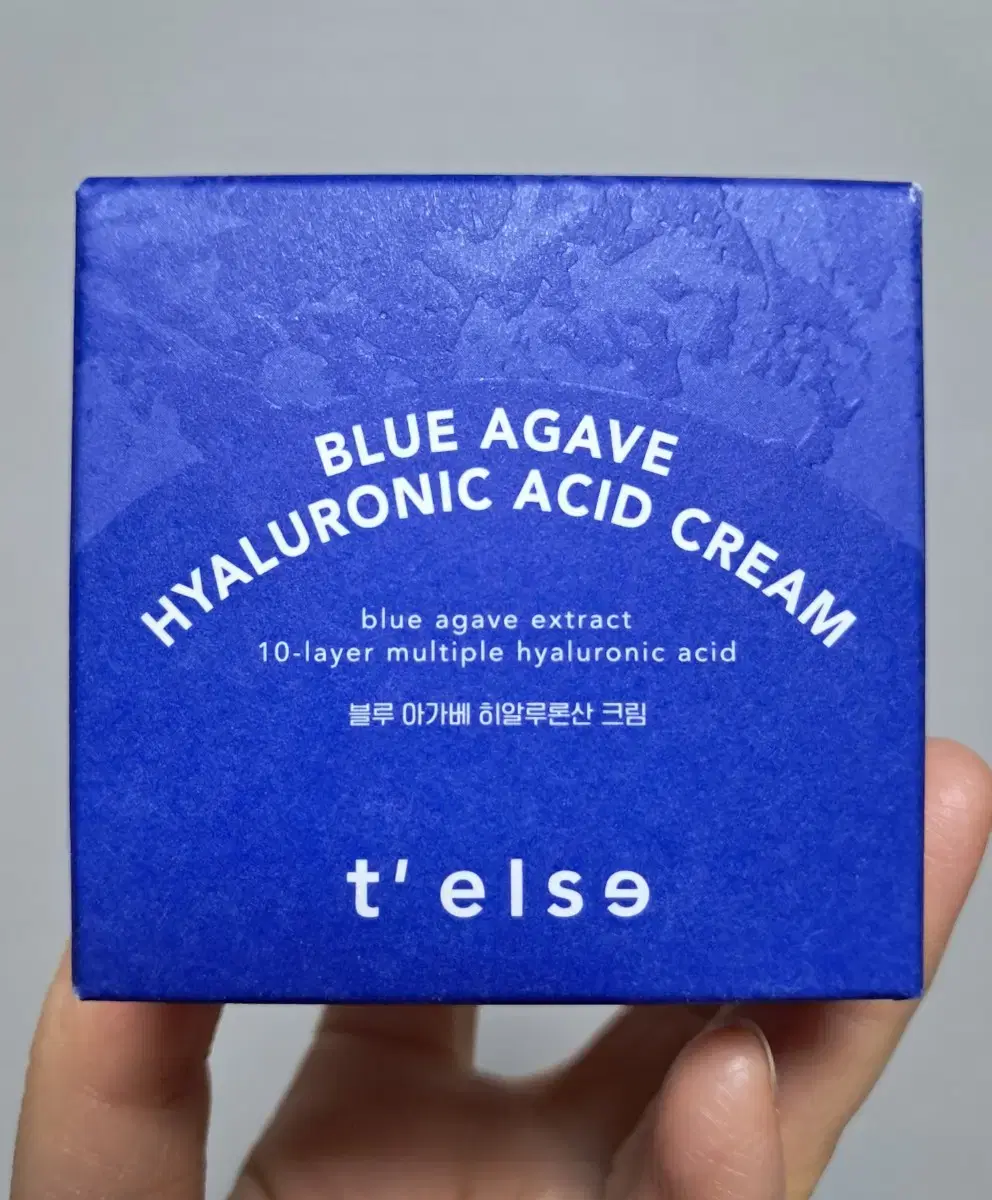 BLUE AGAVE
HYALURONIC ACID CREAM
blue agave extract
10-layer multiple hyaluronic acid
블루 아가베 히알루론산 크림
t'else